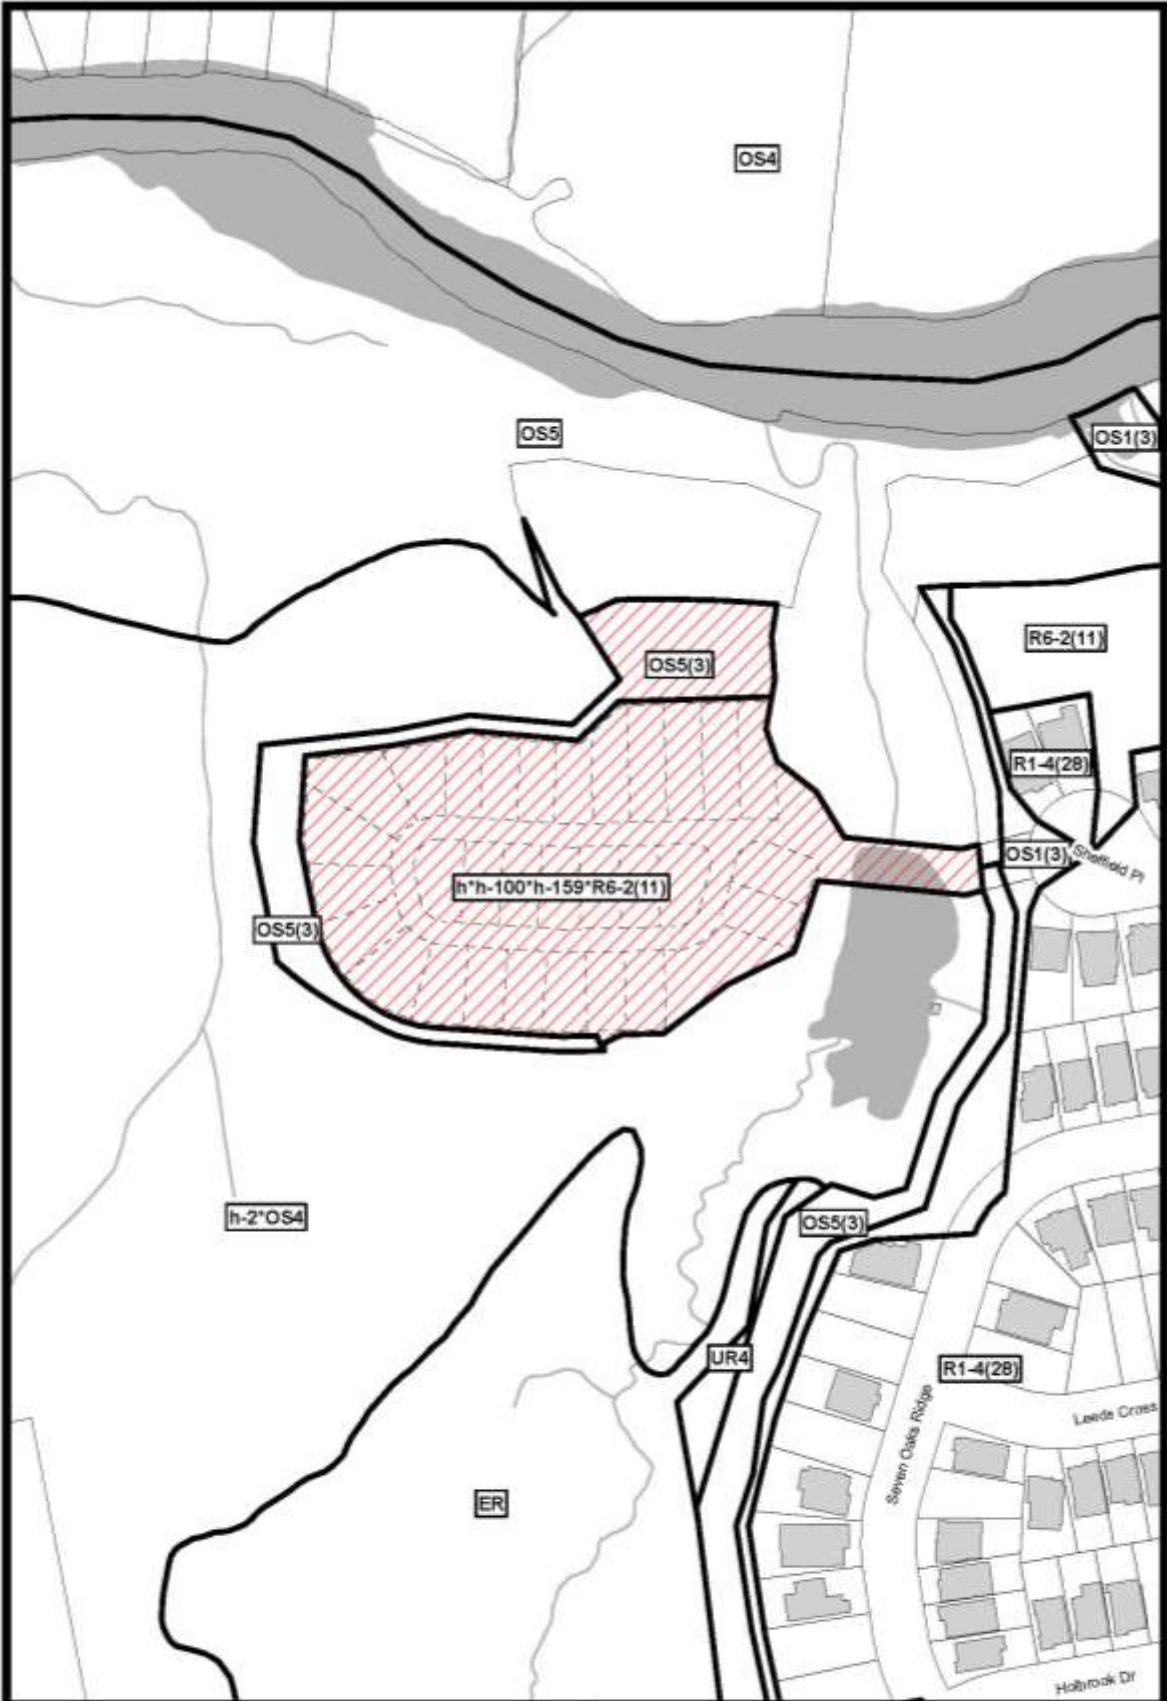 OS4
OS5
OS1(3)
R6-2(11)
OS5(3)
R1-4(28)
OS1(3)
Sheffield Pl
h*h-100*h-159*R6-2(11)
OS5(3)
h-2*OS4
OS5(3)
UR4
R1-4(28)
Seven Oaks Ridge
Leeds Cross
ER
Holbrook Dr